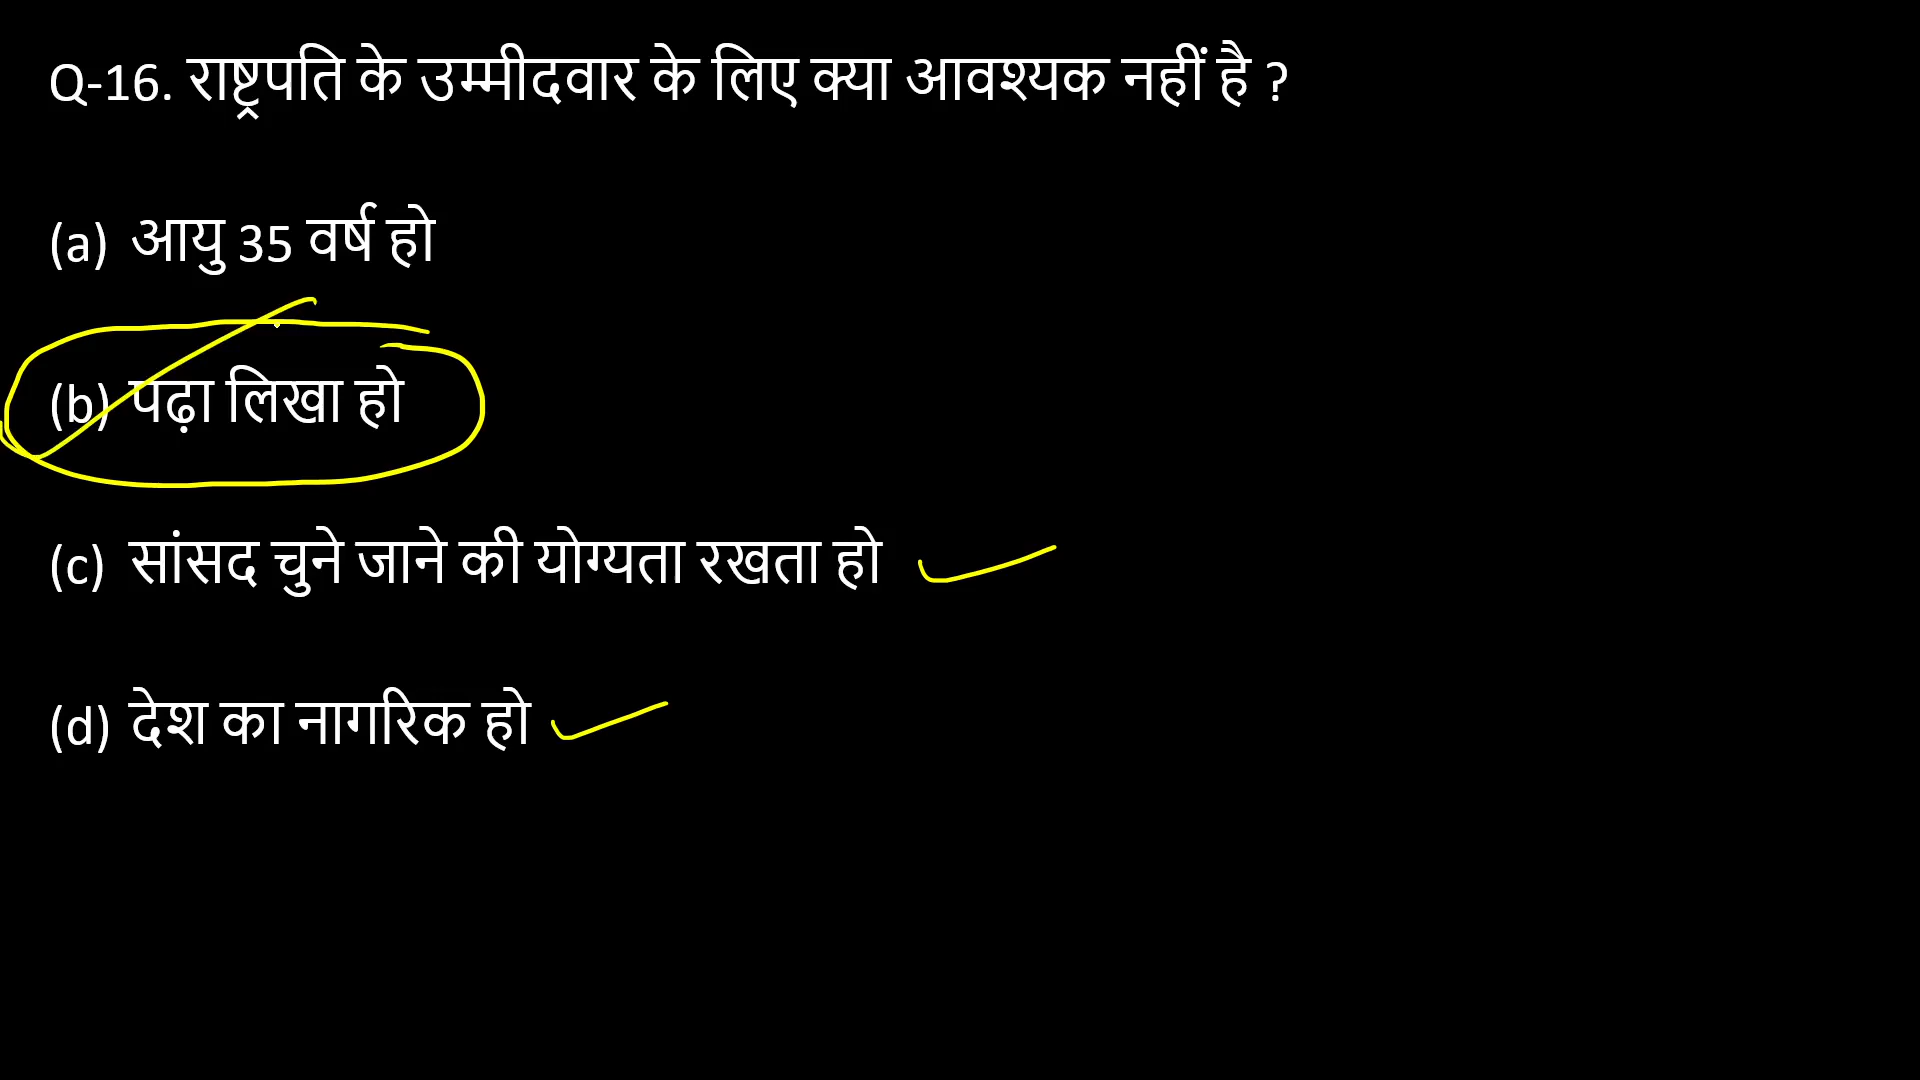 Q-16. राष्ट्रपति के उम्मीदवार के लिए क्या आवश्यक नहीं है ?
(a) आयु 35 वर्ष हो
(b) पढ़ा लिखा हो
(c) सांसद चुने जाने की योग्यता रखता हो
(d) देश का नागरिक हो